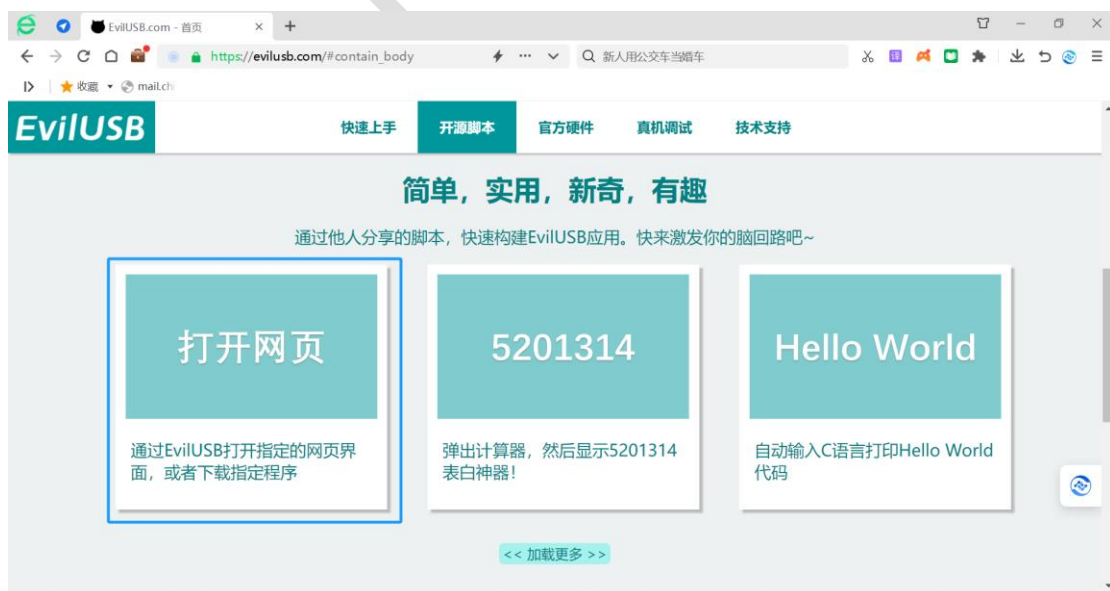 EvilUSB.com - 首页
https://evilusb.com/#contain_body
新人用公交车当婚车
收藏
mail.ch
EvilUSB
快速上手 开源脚本 官方硬件 真机调试 技术支持
简单，实用，新奇，有趣
通过他人分享的脚本，快速构建EvilUSB应用。快来激发你的脑回路吧~
打开网页
通过EvilUSB打开指定的网页界
面，或者下载指定程序
5201314
弹出计算器，然后显示5201314
表白神器！
Hello World
自动输入C语言打印Hello World
代码
<< 加载更多 >>